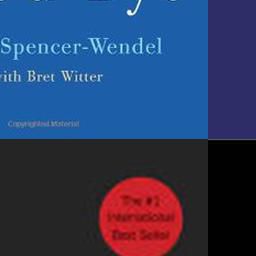 Spencer-Wendel
with Bret Witter
Copyrighted Material
The #1
International
Best Seller